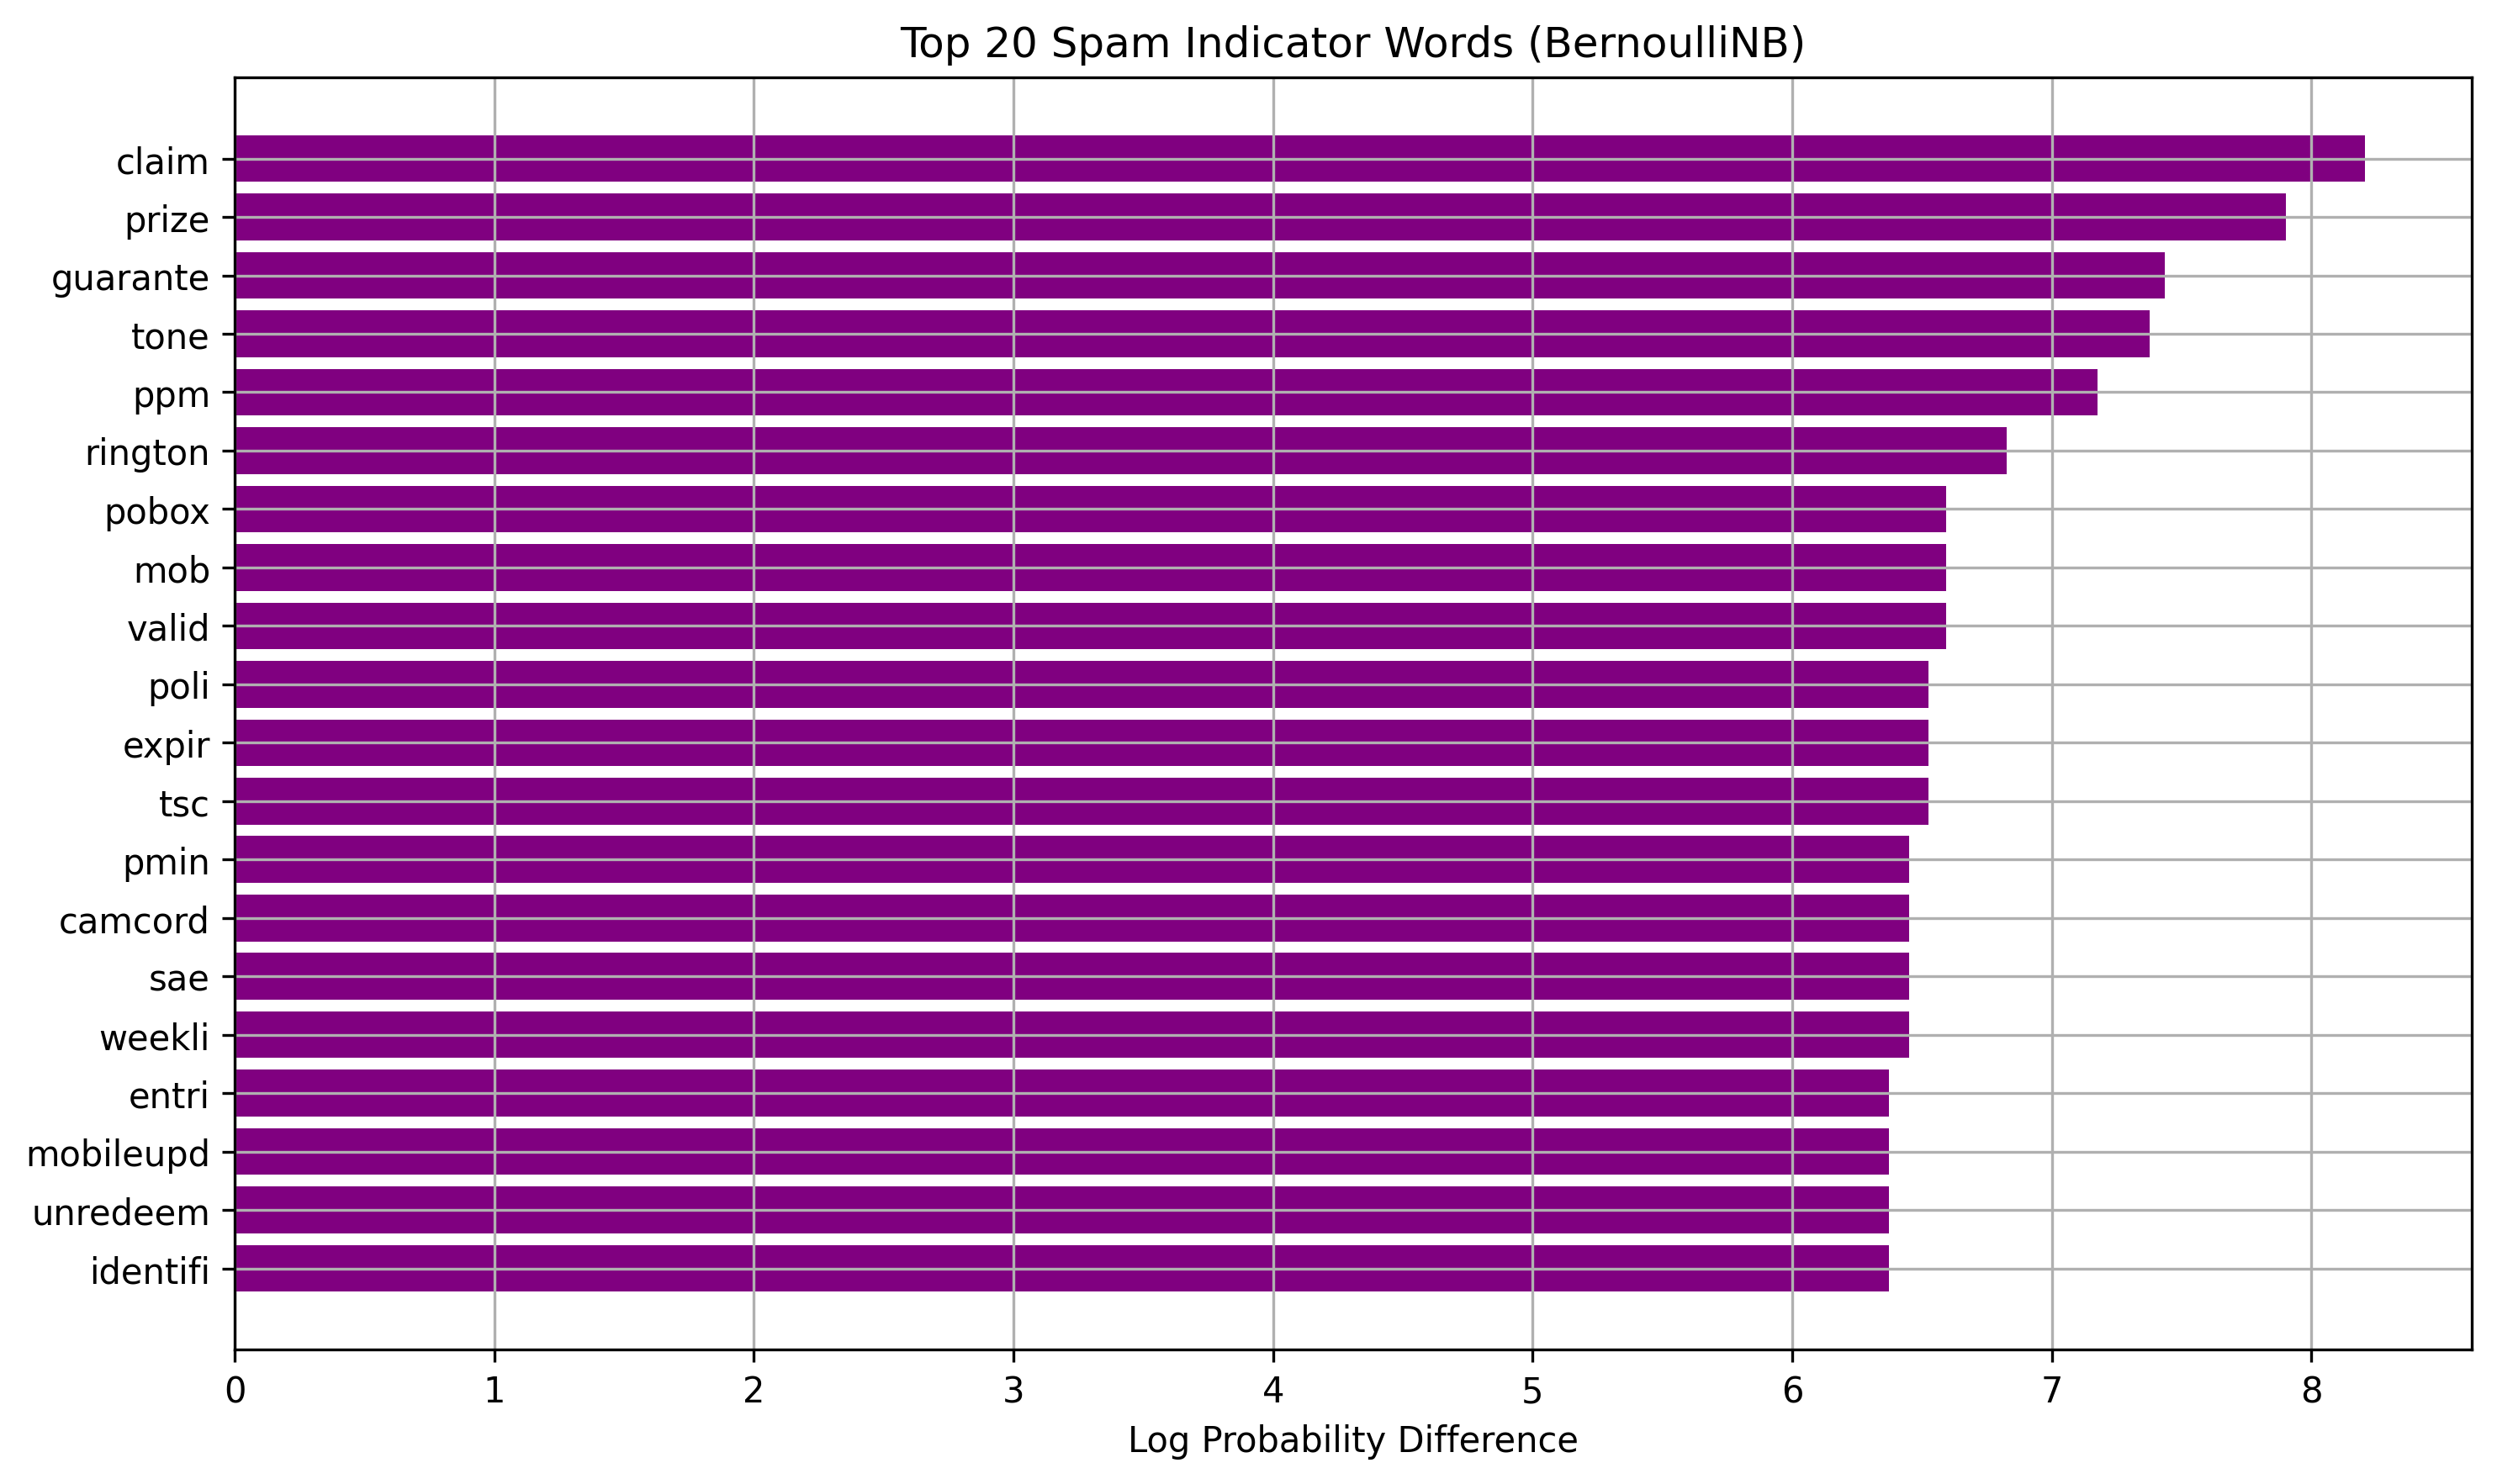 Top 20 Spam Indicator Words (BernoulliNB)
claim
prize
guarante
tone
ppm
rington
pobox
mob
valid
poli
expir
tsc
pmin
camcord
sae
weekli
entri
mobileupd
unredeem
identifi
0 1 2 3 4 5 6 7 8
Log Probability Difference